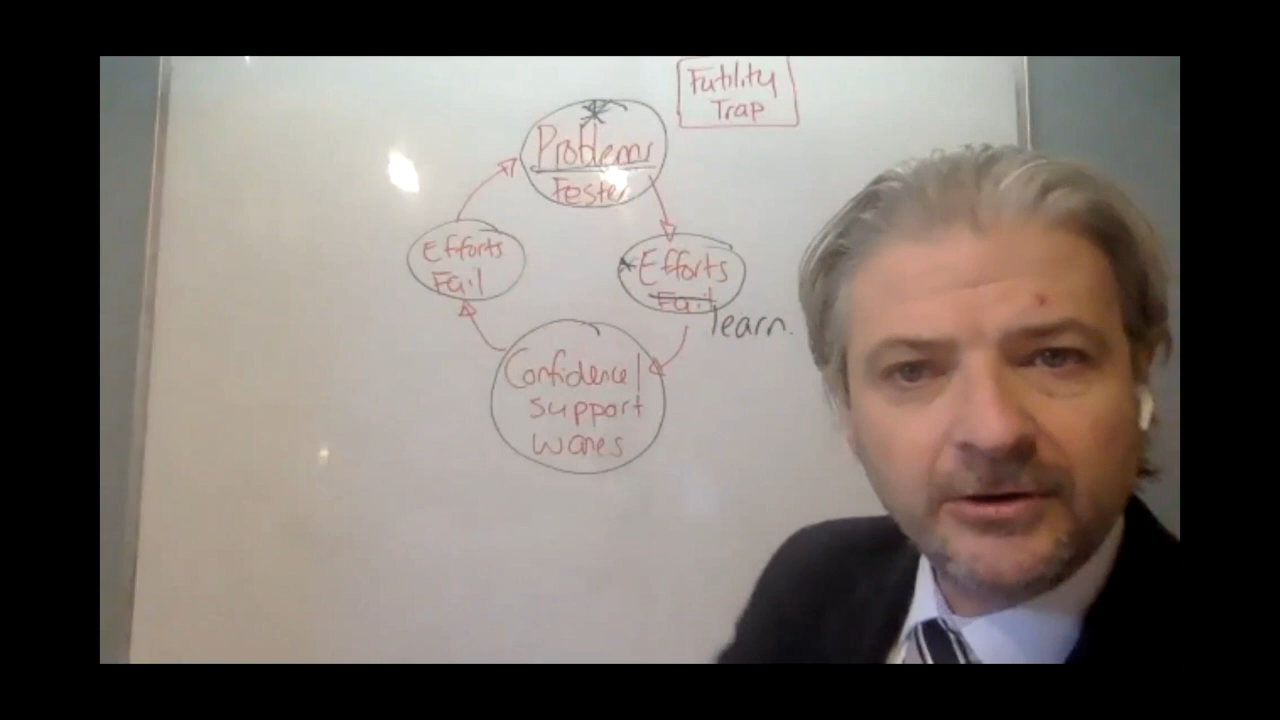 Futility
Trap
Problems
Fester
Efforts
Fail
learn.
Confidence/
support
wanes
Efforts
Fail